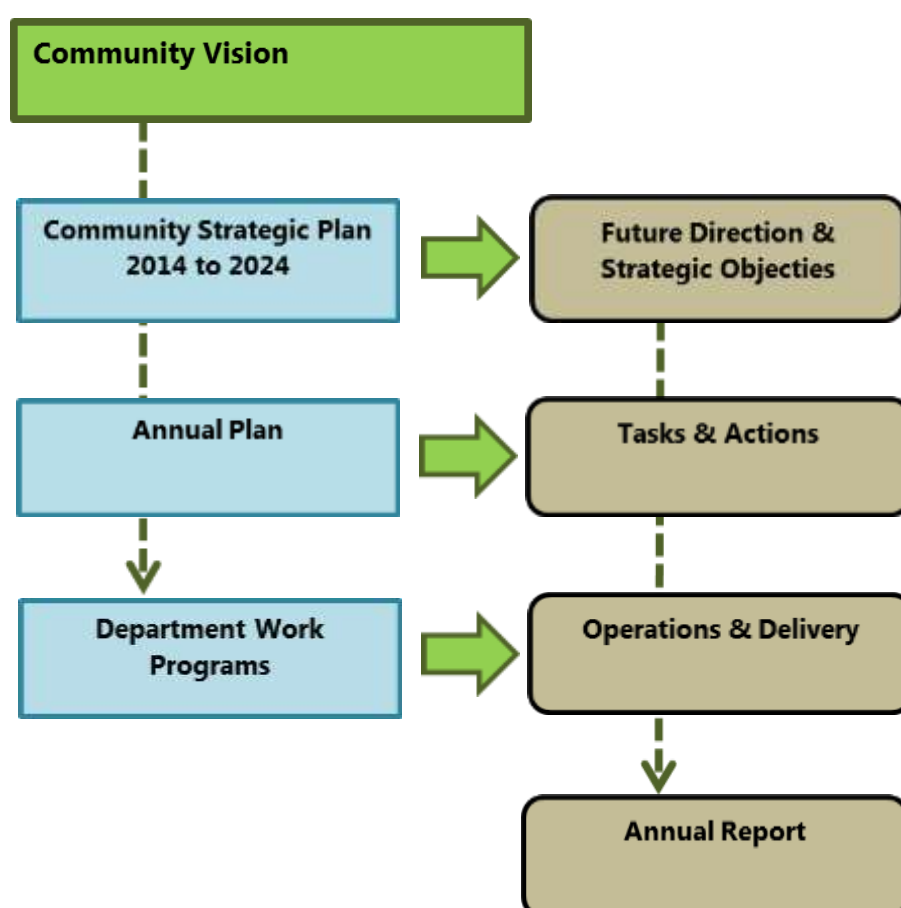 Community Vision
Community Strategic Plan
2014 to 2024
Future Direction &
Strategic Objecties
Annual Plan
Tasks & Actions
Department Work
Programs
Operations & Delivery
Annual Report